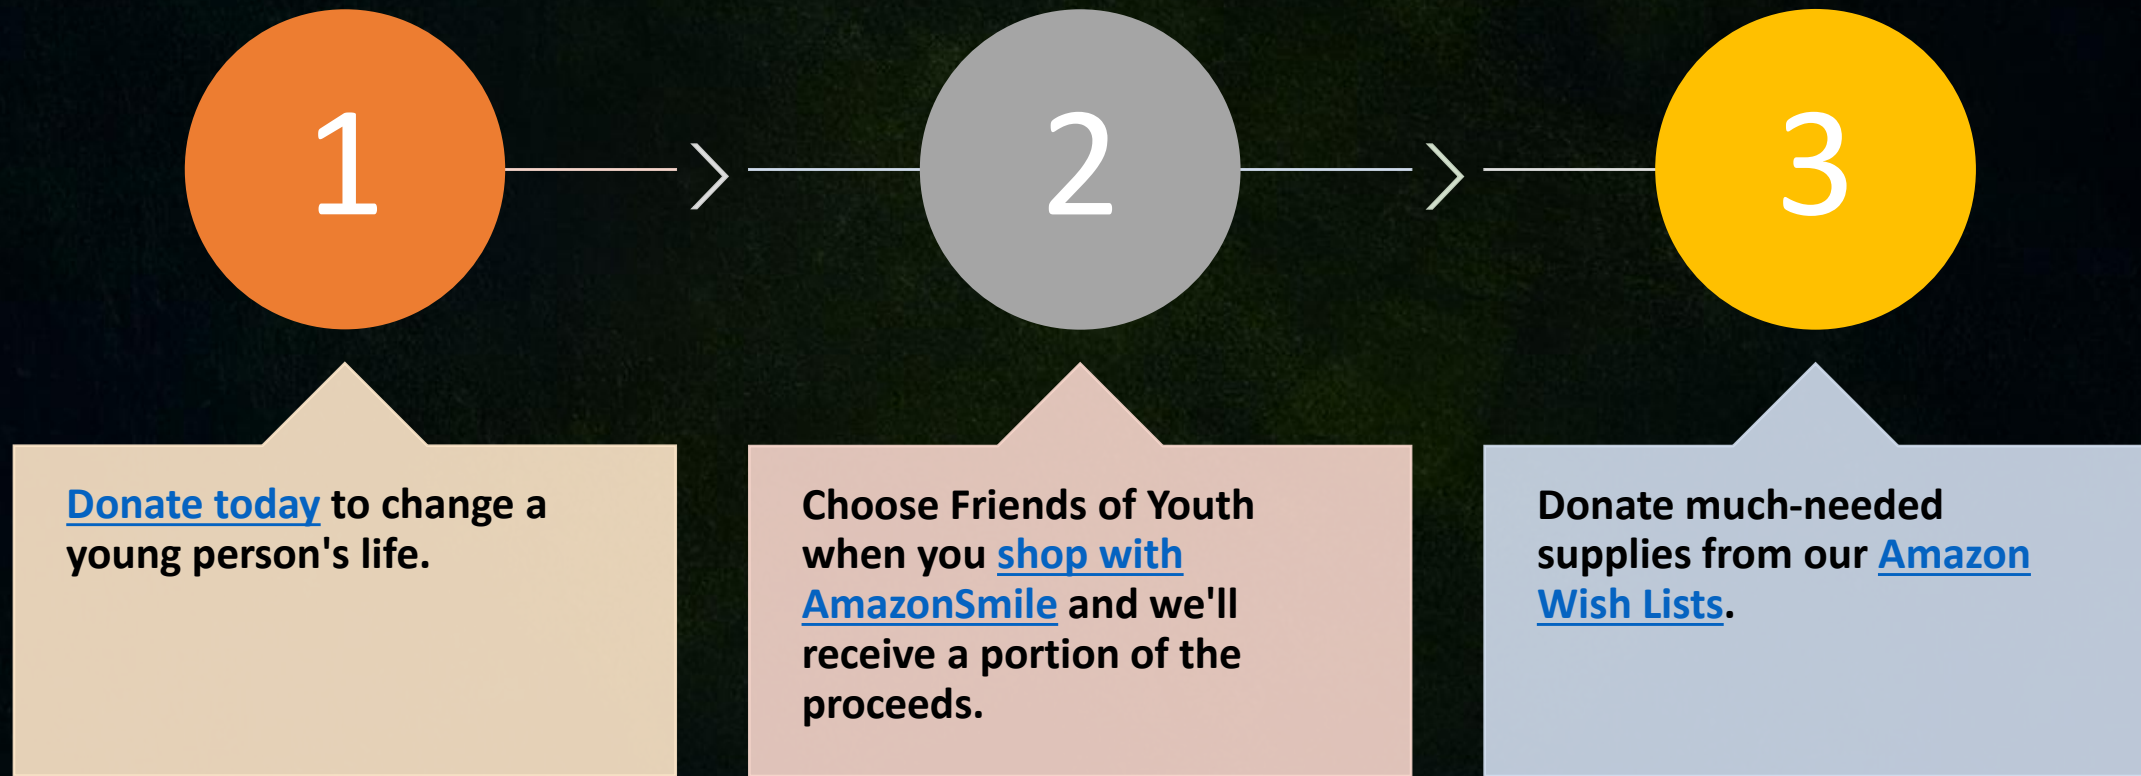 1
2
3
Donate today to change a
young person's life.
Choose Friends of Youth
when you shop with
AmazonSmile and we'll
receive a portion of the
proceeds.
Donate much-needed
supplies from our Amazon
Wish Lists.